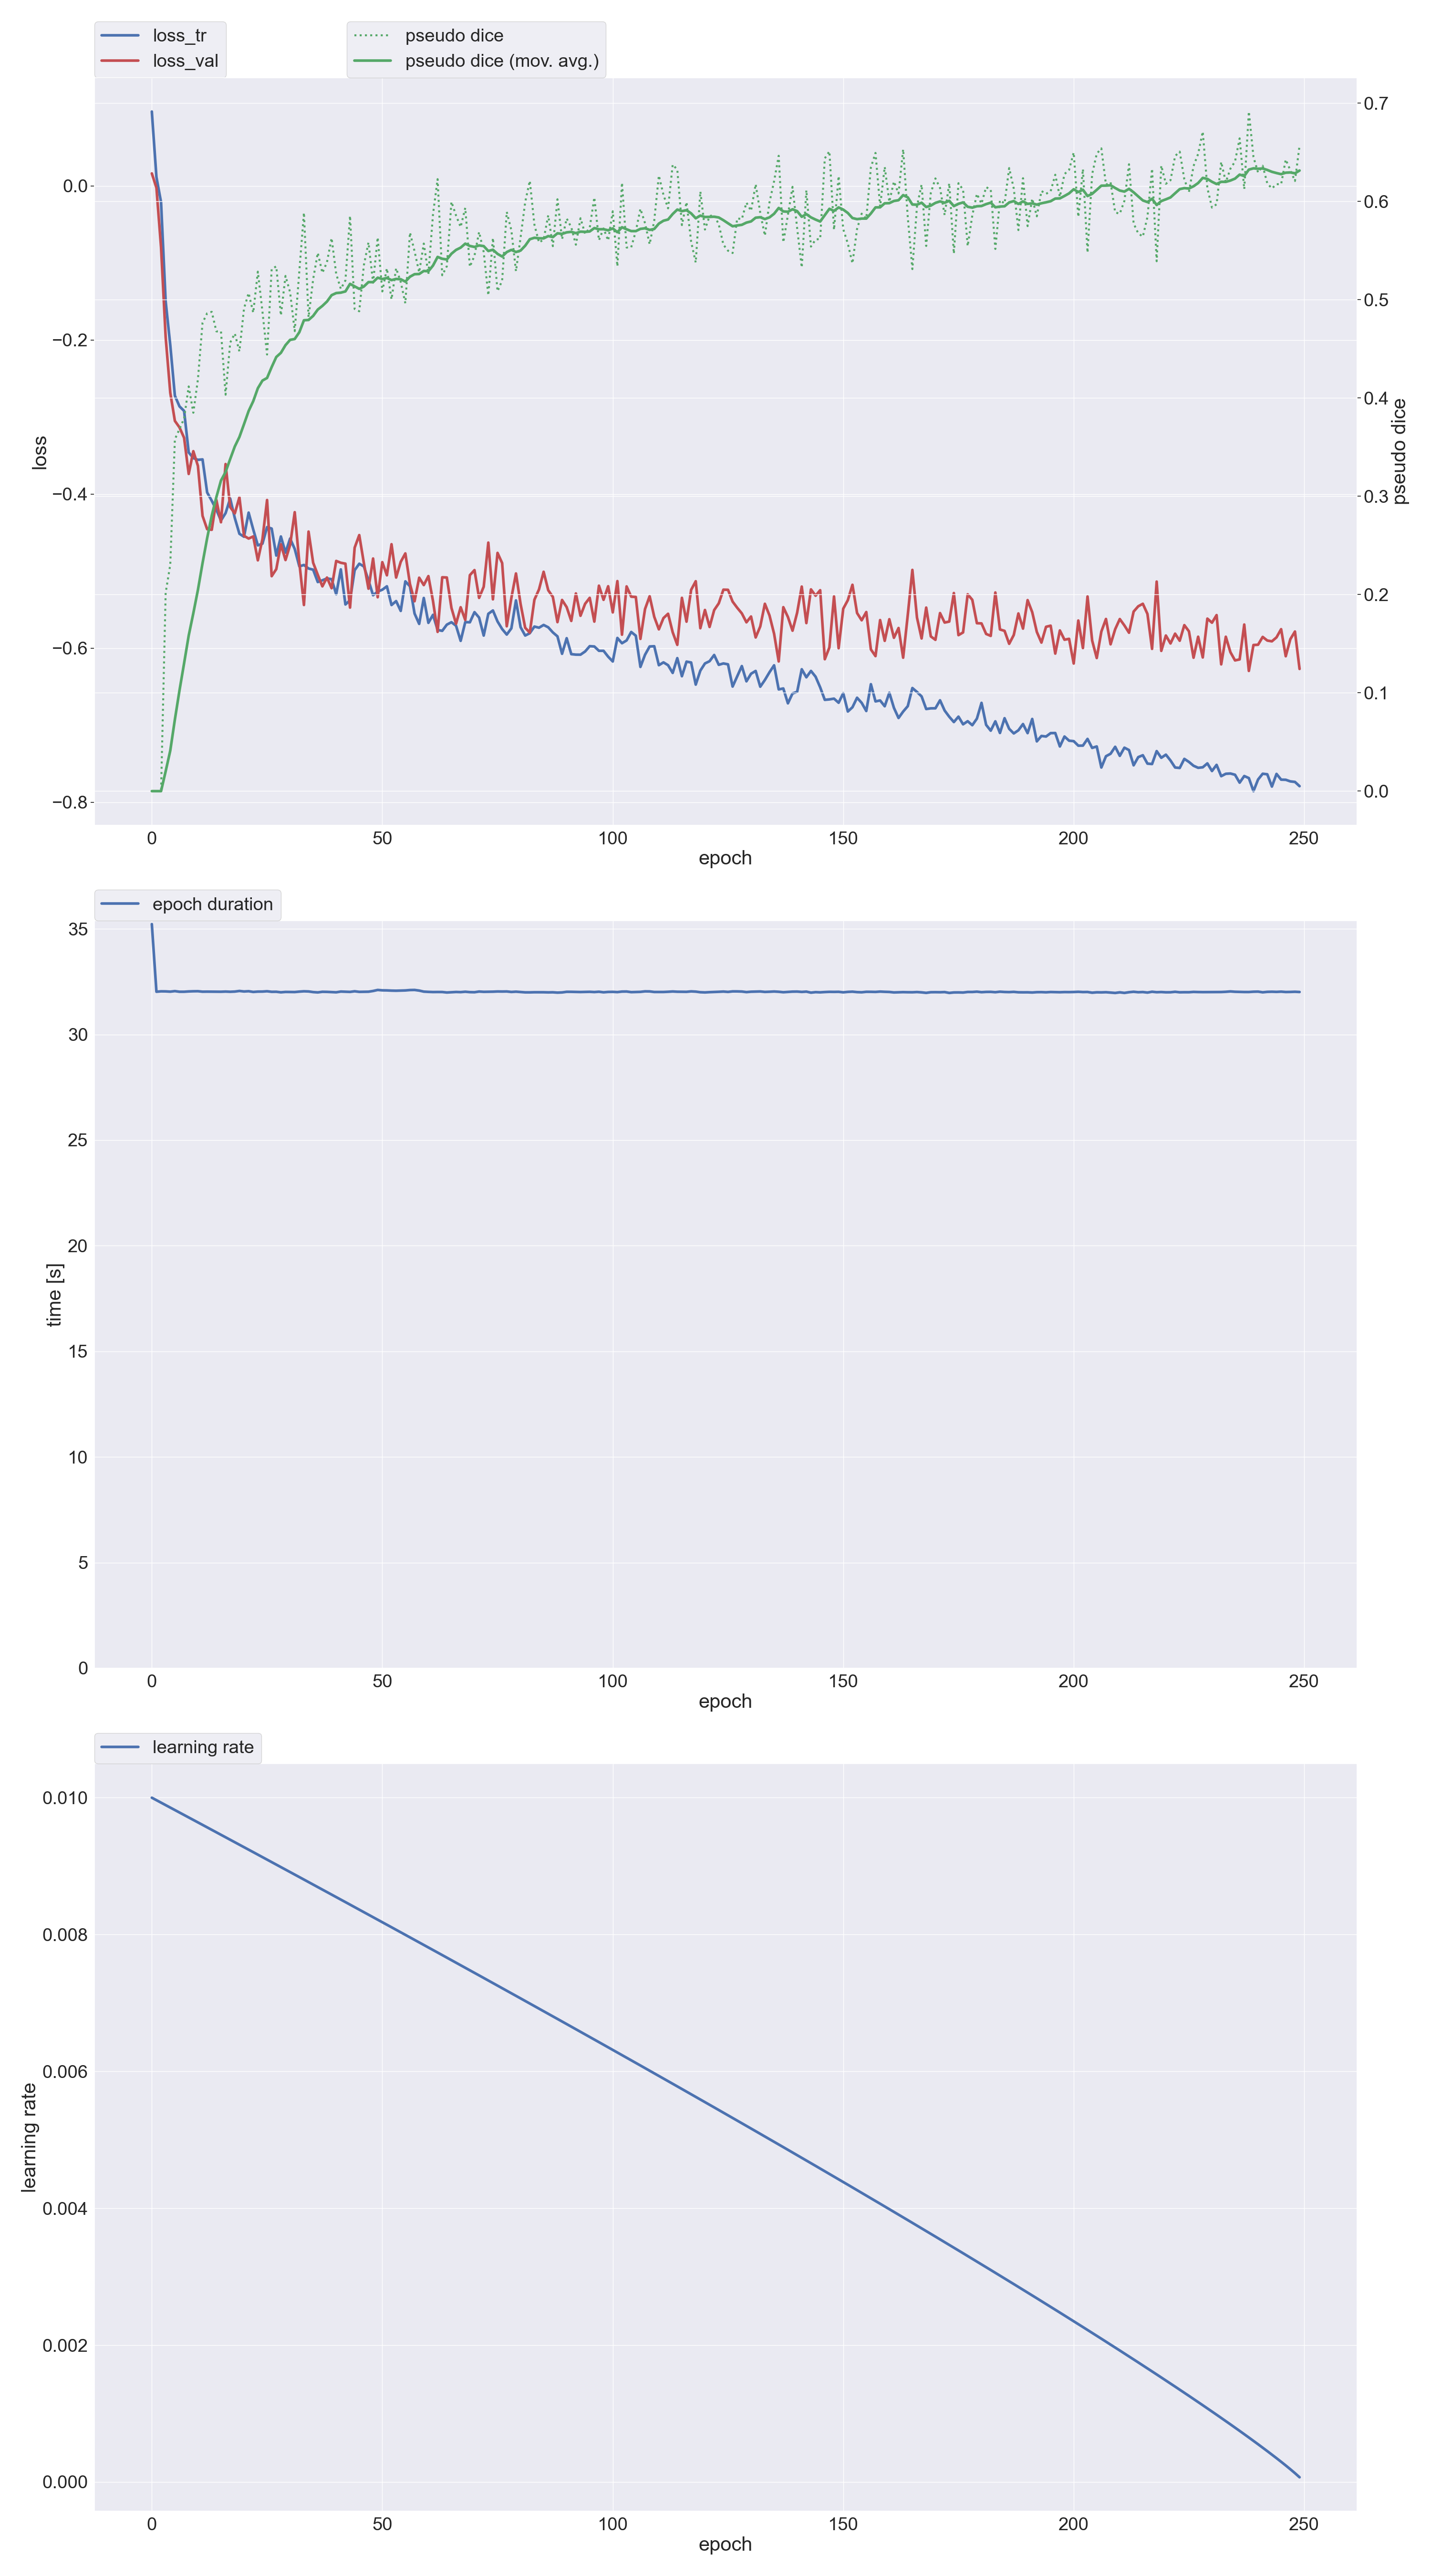 loss_tr
loss_val
pseudo dice
pseudo dice (mov. avg.)
0.0
−0.2
−0.4
−0.6
−0.8
loss
0.7
0.6
0.5
0.4
0.3
0.2
0.1
0.0
pseudo dice
0 50 100 150 200 250
epoch
epoch duration
35
30
25
20
15
10
5
0
time [s]
0 50 100 150 200 250
epoch
learning rate
0.010
0.008
0.006
0.004
0.002
0.000
learning rate
0 50 100 150 200 250
epoch